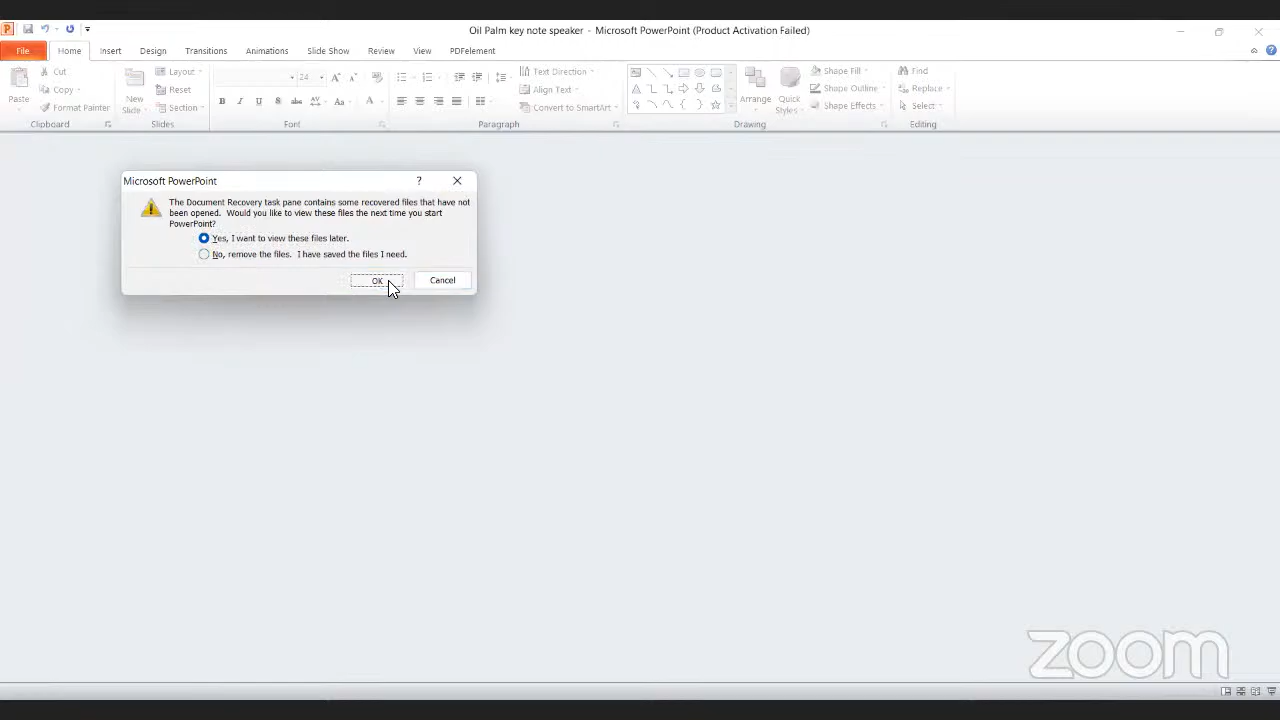 Oil Palm key note speaker - Microsoft PowerPoint (Product Activation Failed)
File Home Insert Design Transitions Animations Slide Show Review View PDFelement
Cut
Copy
Format Painter
Paste
Clipboard
New
Slide
Layout
Reset
Section
Slides
24
Font
Text Direction
Align Text
Convert to SmartArt
Paragraph
Arrange
Quick
Styles
Shape Fill
Shape Outline
Shape Effects
Drawing
Find
Replace
Select
Editing
Microsoft PowerPoint
The Document Recovery task pane contains some recovered files that have not
been opened. Would you like to view these files the next time you start
PowerPoint?
Yes, I want to view these files later.
No, remove the files. I have saved the files I need.
OK
Cancel
zoom